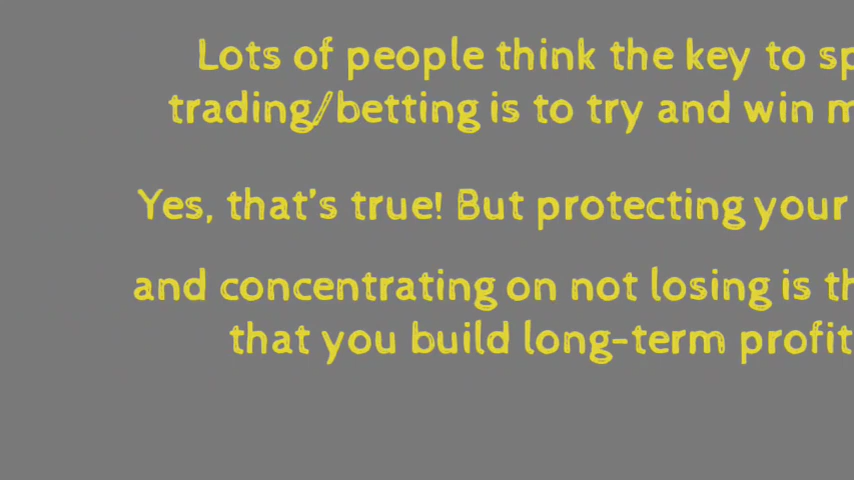 Lots of people think the key to sp
trading/betting is to try and win m
Yes, that's true! But protecting your
and concentrating on not losing is th
that you build long-term profit